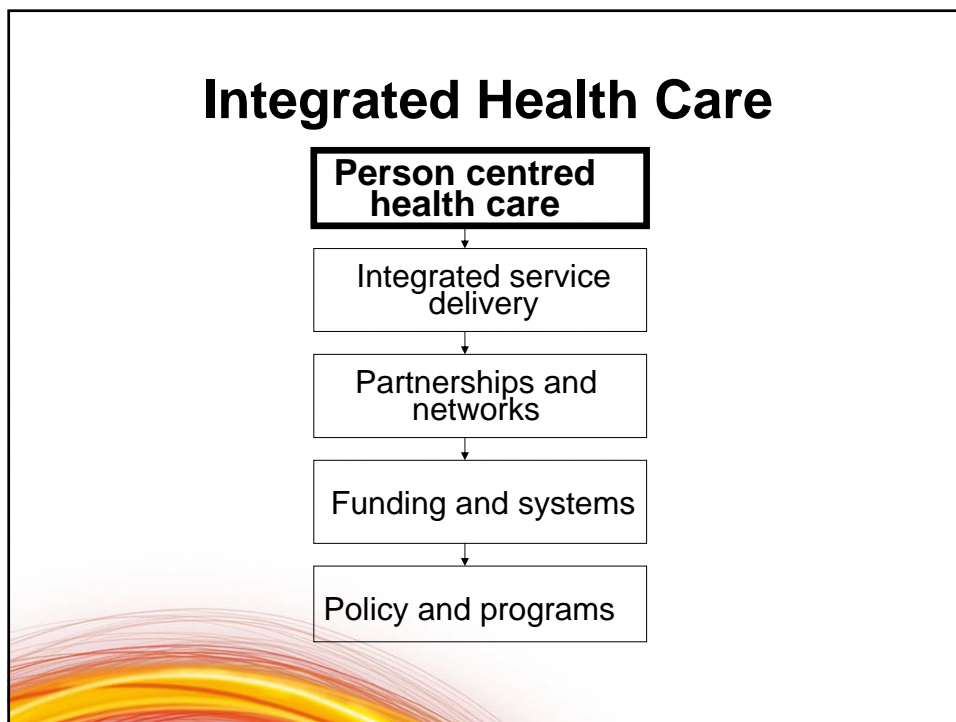 Integrated Health Care
Person centred
health care
Integrated service
delivery
Partnerships and
networks
Funding and systems
Policy and programs